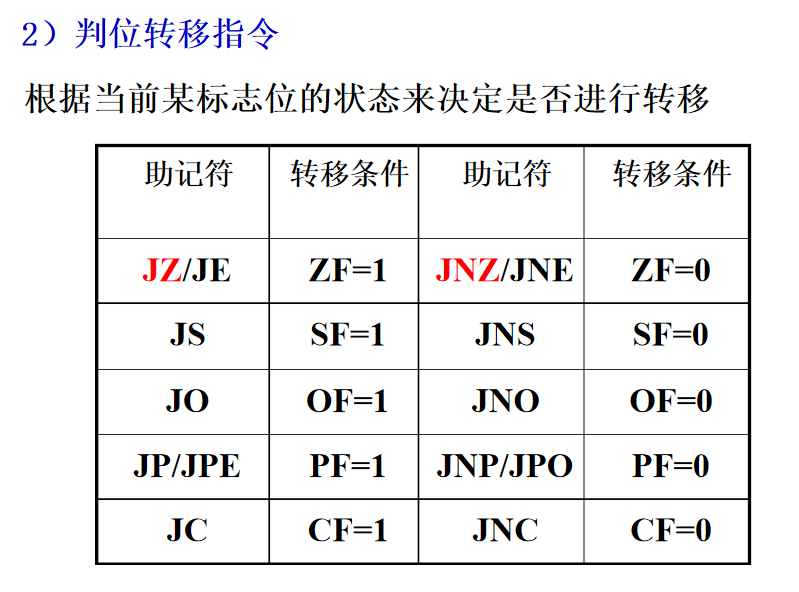 2）判位转移指令
根据当前某标志位的状态来决定是否进行转移
助记符 转移条件 助记符 转移条件
JZ/JE ZF=1 JNZ/JNE ZF=0
JS SF=1 JNS SF=0
JO OF=1 JNO OF=0
JP/JPE PF=1 JNP/JPO PF=0
JC CF=1 JNC CF=0